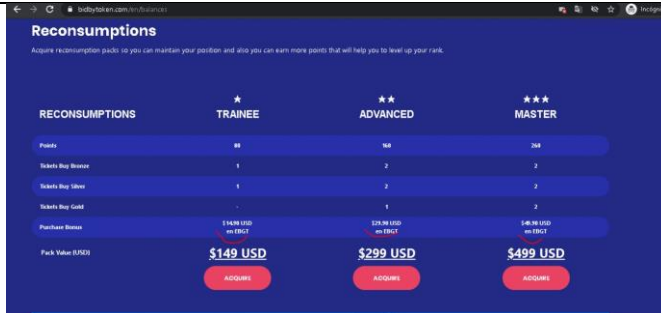 bidbytoken.com/en/balances
Incógni
Reconsumptions
Acquire reconsumption packs so you can maintain your position and also you can earn more points that will help you to level up your rank.
RECONSUMPTIONS TRAINEE ADVANCED MASTER
Points 80 160 260
Tickets Buy Bronze 1 2 2
Tickets Buy Silver 1 2 2
Tickets Buy Gold - 1 2
Purchase Bonus $14,90 USD $29,90 USD $49,90 USD
en EBGT en EBGT en EBGT
Pack Value (USD) $149 USD $299 USD $499 USD
ACQUIRE ACQUIRE ACQUIRE